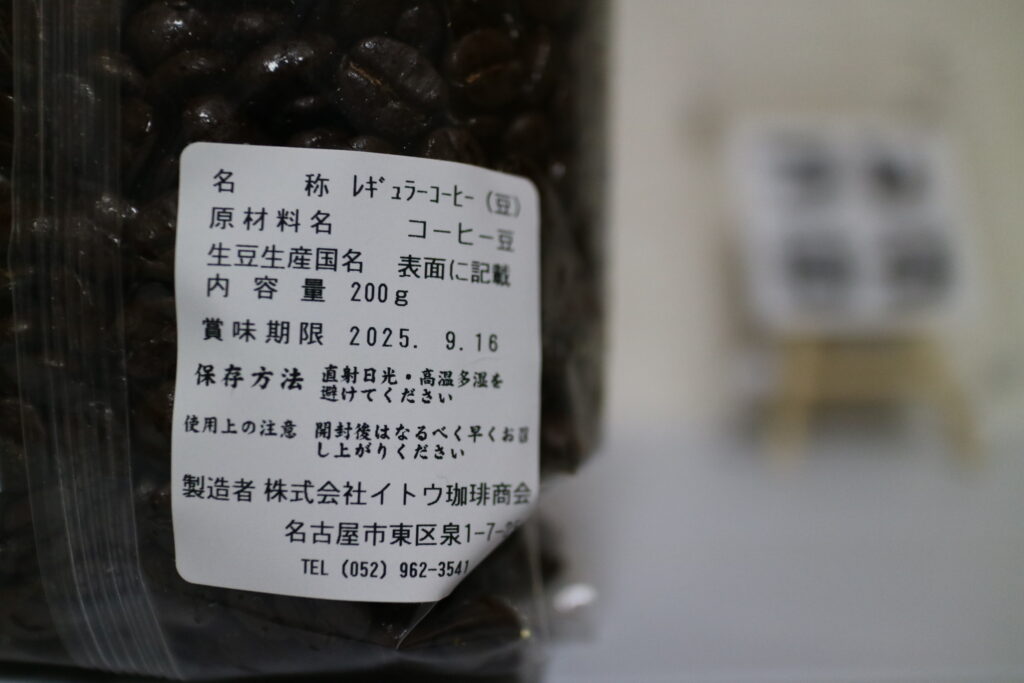 名 称 ﾚｷﾞｭﾗｰｺｰﾋｰ (豆)
原材料名 コーヒー豆
生豆生産国名 表面に記載
内 容 量 200g
賞味期限 2025. 9.16
保存方法 直射日光・高温多湿を
避けてください
使用上の注意 開封後はなるべく早くお
し上がりください
製造者 株式会社イトウ珈琲商会
名古屋市東区泉1-7-
TEL (052) 962-3541